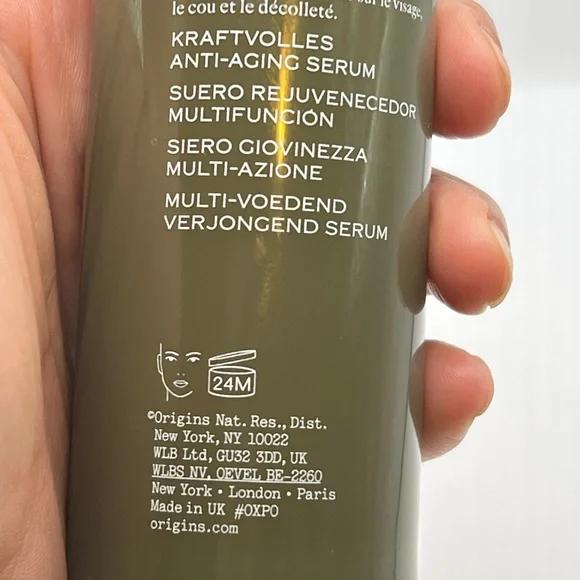 le visage,
le cou et le décolleté.
KRAFTVOLLES
ANTI-AGING SERUM
SUERO REJUVENECEDOR
MULTIFUNCIÓN
SIERO GIOVINEZZA
MULTI-AZIONE
MULTI-VOEDEND
VERJONGEND SERUM
24M
©Origins Nat. Res., Dist.
New York, NY 10022
WLB Ltd, GU32 3DD, UK
WLBS NV. OEVEL BE-2260
New York • London • Paris
Made in UK #OXPO
origins.com